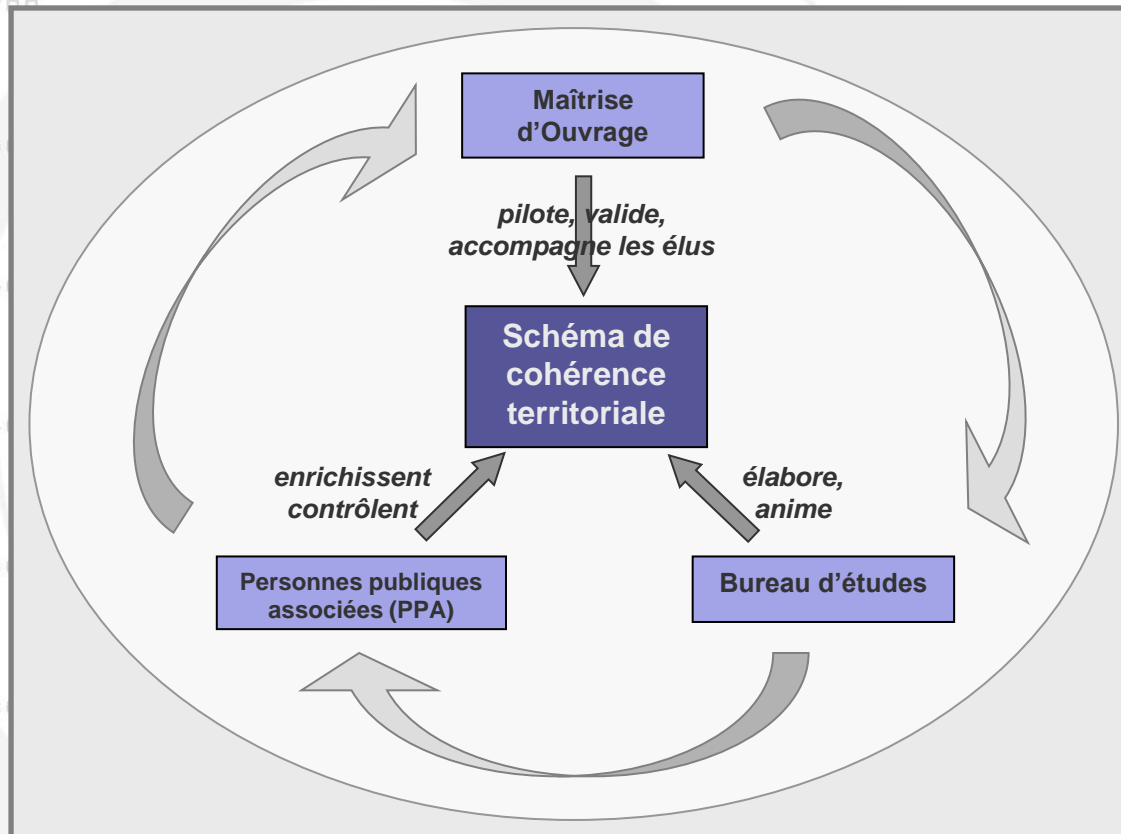 Maîtrise
d’Ouvrage
pilote, valide,
accompagne les élus
Schéma de
cohérence
territoriale
enrichissent
contrôlent
élabore,
anime
Personnes publiques
associées (PPA)
Bureau d’études